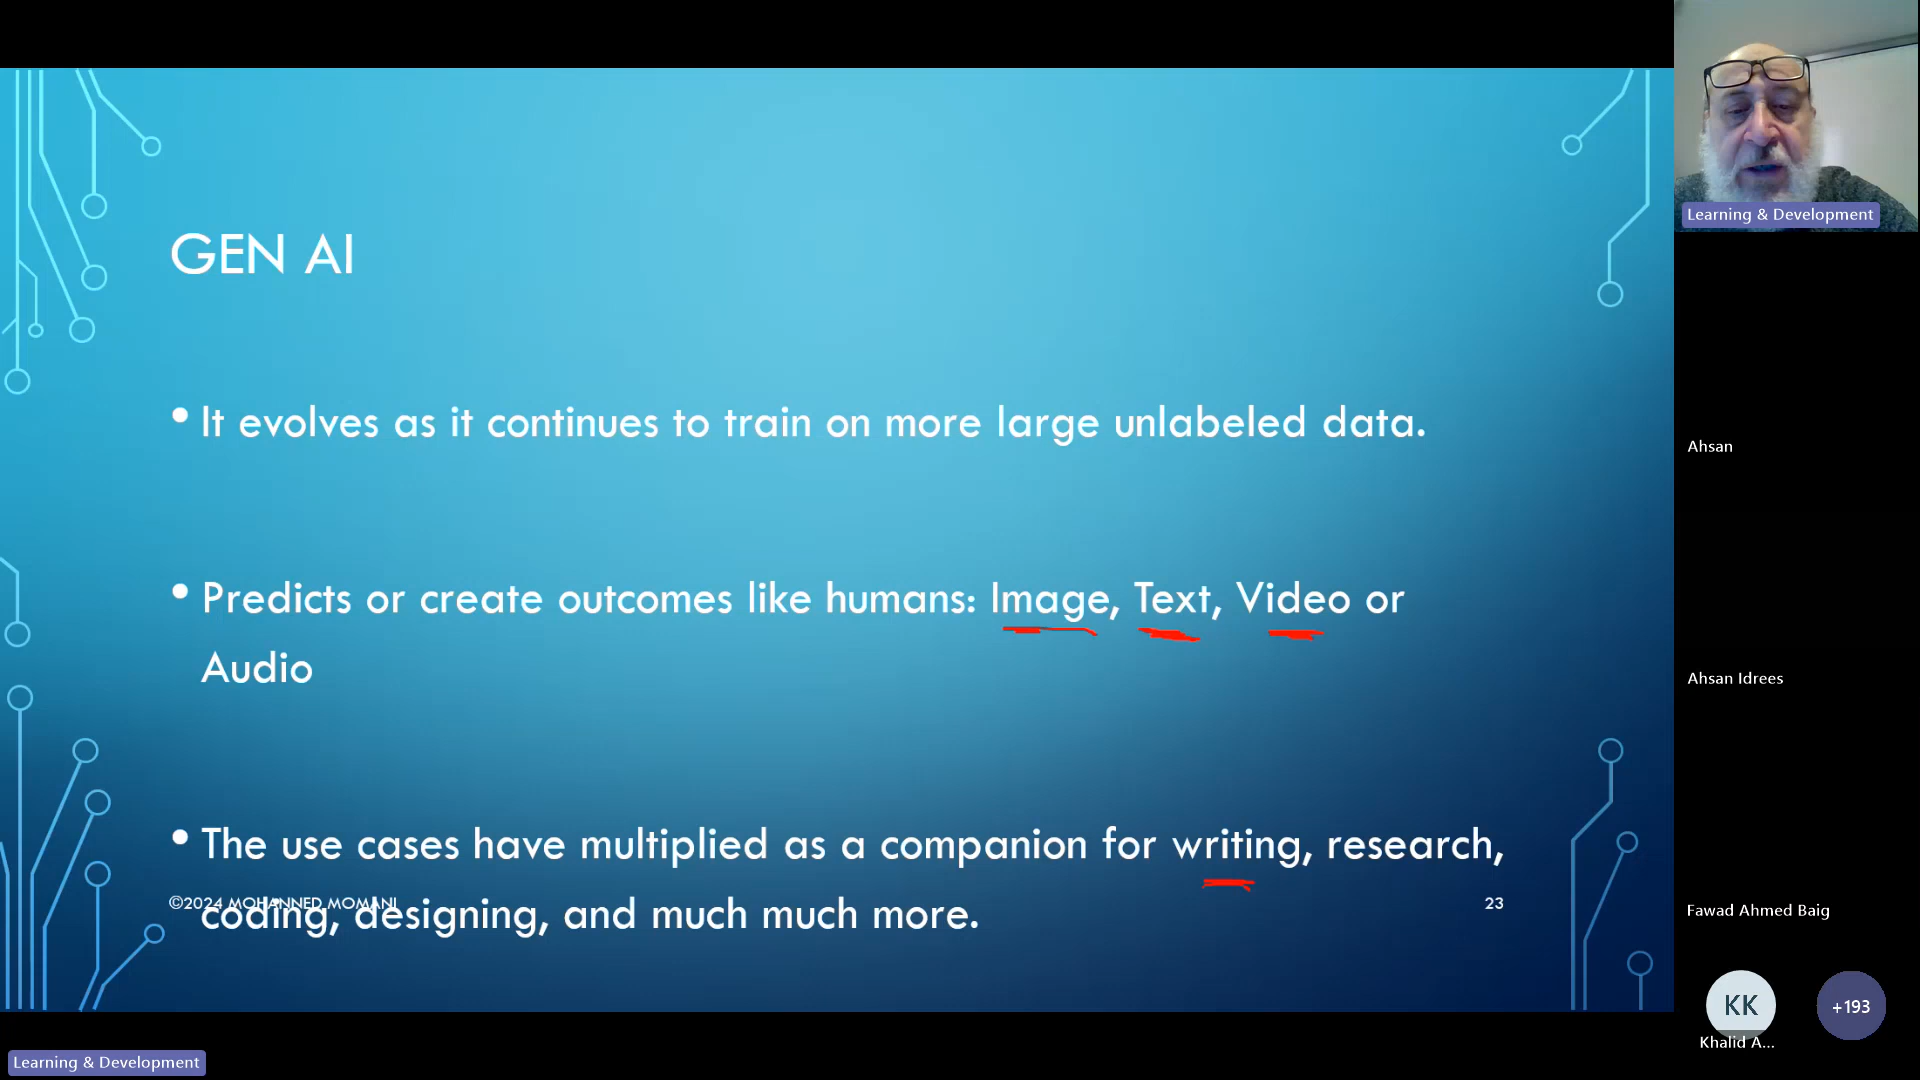 GEN AI
• It evolves as it continues to train on more large unlabeled data.
• Predicts or create outcomes like humans: Image, Text, Video or
Audio
• The use cases have multiplied as a companion for writing, research,
coding, designing, and much much more.
©2024 MOHANNED MOMANI
23
Learning & Development
Learning & Development
Ahsan
Ahsan Idrees
Fawad Ahmed Baig
KK
Khalid A...
+193